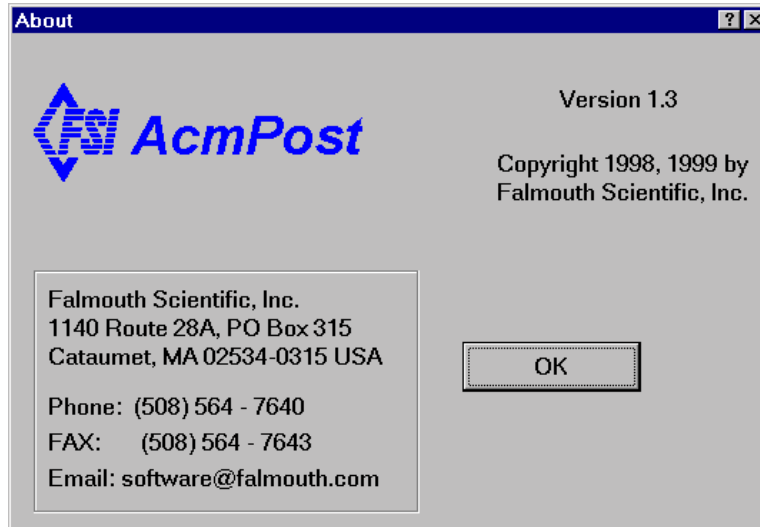 About
FSI AcmPost
Version 1.3
Copyright 1998, 1999 by
Falmouth Scientific, Inc.
Falmouth Scientific, Inc.
1140 Route 28A, PO Box 315
Cataumet, MA 02534-0315 USA
Phone: (508) 564 - 7640
FAX: (508) 564 - 7643
Email: software@falmouth.com
OK